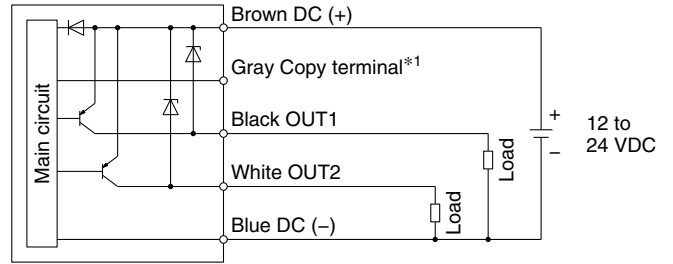 Brown DC (+)
Gray Copy terminal*1
Black OUT1
White OUT2
Blue DC (−)
Main circuit
Load
Load
+
−
12 to
24 VDC